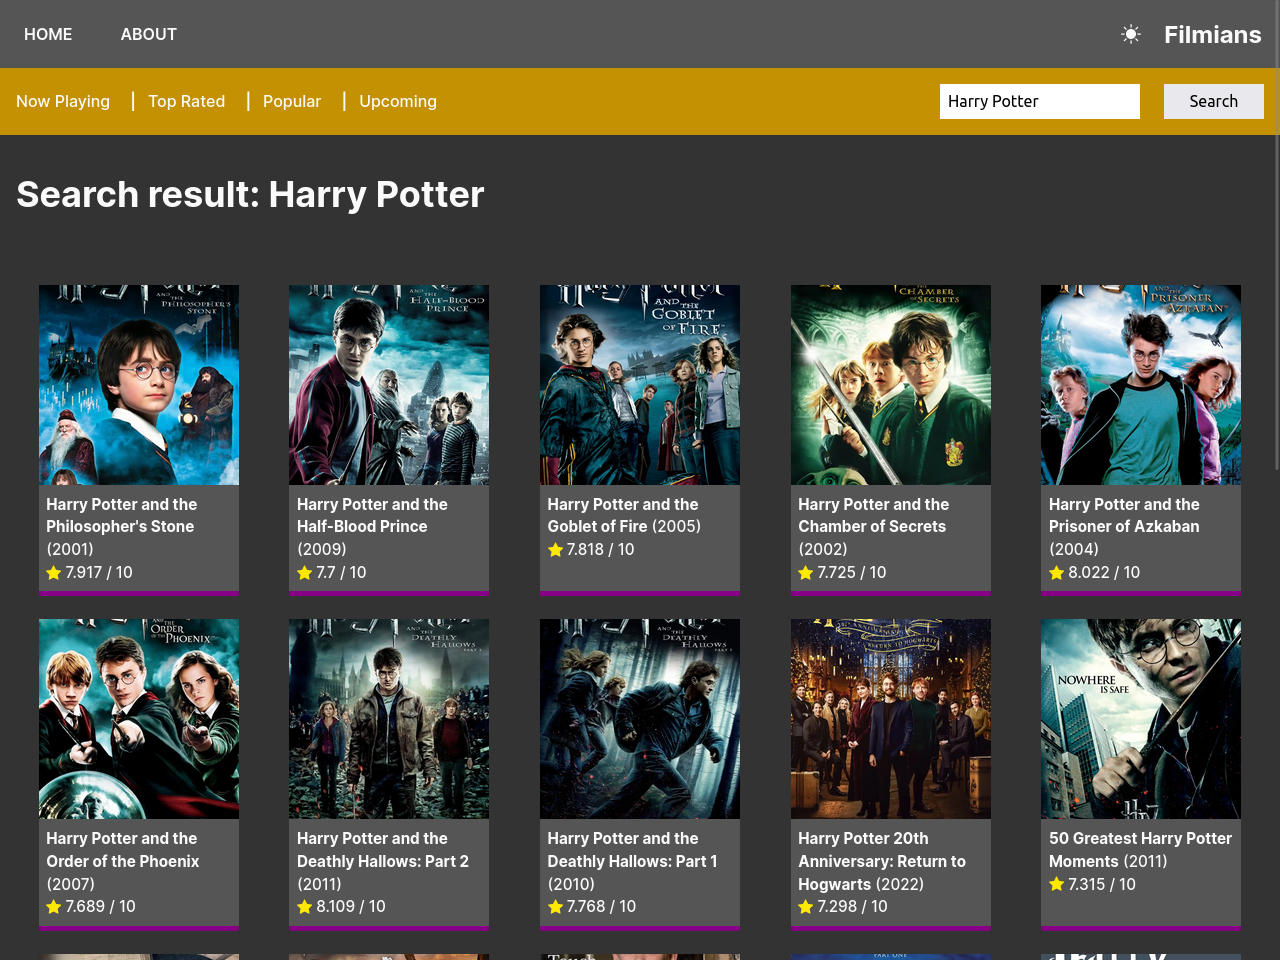 HOME ABOUT Filmians
Now Playing | Top Rated | Popular | Upcoming Harry Potter Search
Search result: Harry Potter
AND THE
PHILOSOPHER'S
STONE
Harry Potter and the
Philosopher's Stone
(2001)
7.917 / 10
AND THE
HALF-BLOOD
PRINCE
Harry Potter and the
Half-Blood Prince
(2009)
7.7 / 10
AND THE
GOBLET
OF FIRE
Harry Potter and the
Goblet of Fire (2005)
7.818 / 10
CHAMBER
OF SECRETS
Harry Potter and the
Chamber of Secrets
(2002)
7.725 / 10
AND THE
PRISONER OF
AZKABAN
Harry Potter and the
Prisoner of Azkaban
(2004)
8.022 / 10
AND THE
ORDER
OF THE PHOENIX
Harry Potter and the
Order of the Phoenix
(2007)
7.689 / 10
AND THE
DEATHLY
HALLOWS
PART 2
Harry Potter and the
Deathly Hallows: Part 2
(2011)
8.109 / 10
AND THE
DEATHLY
HALLOWS
PART 1
Harry Potter and the
Deathly Hallows: Part 1
(2010)
7.768 / 10
ANNIVERSARY
RETURN TO HOGWARTS
Harry Potter 20th
Anniversary: Return to
Hogwarts (2022)
7.298 / 10
NOWHERE
IS SAFE
50 Greatest Harry Potter
Moments (2011)
7.315 / 10
PART ONE